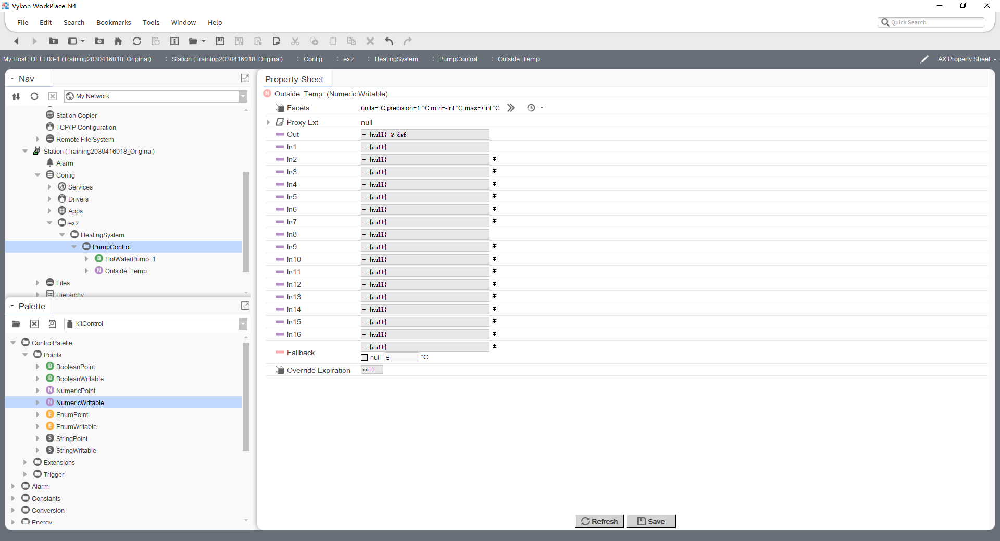 Vykon WorkPlace N4
File Edit Search Bookmarks Tools Window Help
Quick Search
My Host : DELL03-1 (Training2030416018_Original) : Station (Training2030416018_Original) : Config : ex2 : HeatingSystem : PumpControl : Outside_Temp
AX Property Sheet
Nav
My Network
Station Copier
TCP/IP Configuration
Remote File System
Station (Training2030416018_Original)
Alarm
Config
Services
Drivers
Apps
ex2
HeatingSystem
PumpControl
B HotWaterPump_1
N Outside_Temp
Files
Hierarchy
Palette
kitControl
ControlPalette
Points
B BooleanPoint
B BooleanWritable
N NumericPoint
N NumericWritable
E EnumPoint
E EnumWritable
S StringPoint
S StringWritable
Extensions
Trigger
Alarm
Constants
Conversion
Energy
Property Sheet
N Outside_Temp (Numeric Writable)
Facets units=°C,precision=1 °C,min=-inf °C,max=+inf °C
Proxy Ext null
Out - {null} @ def
In1 - {null}
In2 - {null}
In3 - {null}
In4 - {null}
In5 - {null}
In6 - {null}
In7 - {null}
In8 - {null}
In9 - {null}
In10 - {null}
In11 - {null}
In12 - {null}
In13 - {null}
In14 - {null}
In15 - {null}
In16 - {null}
Fallback - {null}
null 5 °C
Override Expiration null
Refresh Save